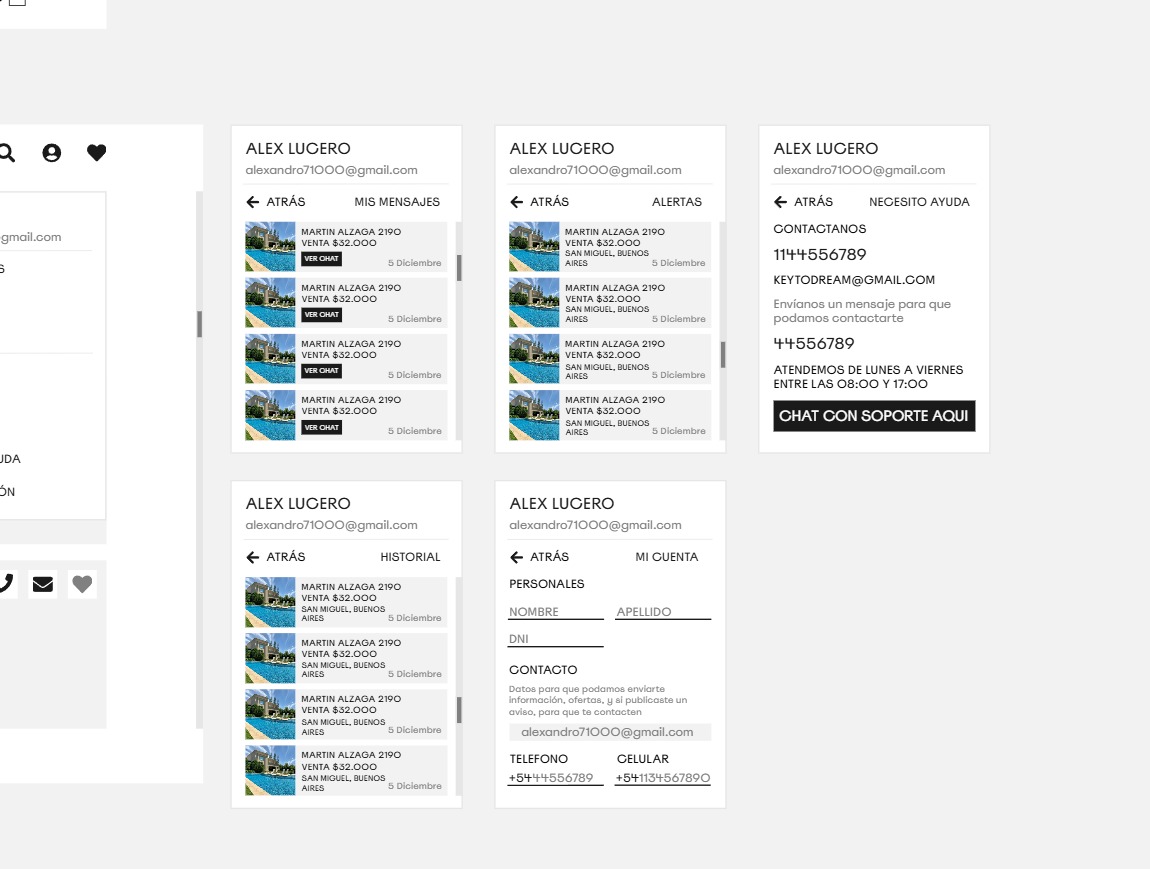 gmail.com
S
UDA
ÓN
ALEX LUCERO
alexandro71000@gmail.com
ATRÁS
MIS MENSAJES
MARTIN ALZAGA 2190
VENTA $32.000
VER CHAT
5 Diciembre
MARTIN ALZAGA 2190
VENTA $32.000
VER CHAT
5 Diciembre
MARTIN ALZAGA 2190
VENTA $32.000
VER CHAT
5 Diciembre
MARTIN ALZAGA 2190
VENTA $32.000
VER CHAT
5 Diciembre
ALEX LUCERO
alexandro71000@gmail.com
ATRÁS
ALERTAS
MARTIN ALZAGA 2190
VENTA $32.000
SAN MIGUEL, BUENOS
AIRES
5 Diciembre
MARTIN ALZAGA 2190
VENTA $32.000
SAN MIGUEL, BUENOS
AIRES
5 Diciembre
MARTIN ALZAGA 2190
VENTA $32.000
SAN MIGUEL, BUENOS
AIRES
5 Diciembre
MARTIN ALZAGA 2190
VENTA $32.000
SAN MIGUEL, BUENOS
AIRES
5 Diciembre
ALEX LUCERO
alexandro71000@gmail.com
ATRÁS
NECESITO AYUDA
CONTACTANOS
1144556789
KEYTODREAM@GMAIL.COM
Envíanos un mensaje para que
podamos contactarte
44556789
ATENDEMOS DE LUNES A VIERNES
ENTRE LAS 08:00 Y 17:00
CHAT CON SOPORTE AQUI
ALEX LUCERO
alexandro71000@gmail.com
ATRÁS
HISTORIAL
MARTIN ALZAGA 2190
VENTA $32.000
SAN MIGUEL, BUENOS
AIRES
5 Diciembre
MARTIN ALZAGA 2190
VENTA $32.000
SAN MIGUEL, BUENOS
AIRES
5 Diciembre
MARTIN ALZAGA 2190
VENTA $32.000
SAN MIGUEL, BUENOS
AIRES
5 Diciembre
MARTIN ALZAGA 2190
VENTA $32.000
SAN MIGUEL, BUENOS
AIRES
5 Diciembre
ALEX LUCERO
alexandro71000@gmail.com
ATRÁS
MI CUENTA
PERSONALES
NOMBRE
APELLIDO
DNI
CONTACTO
Datos para que podamos enviarte
información, ofertas, y si publicaste un
aviso, para que te contacten
alexandro71000@gmail.com
TELEFONO
CELULAR
+5444556789
+541134567890